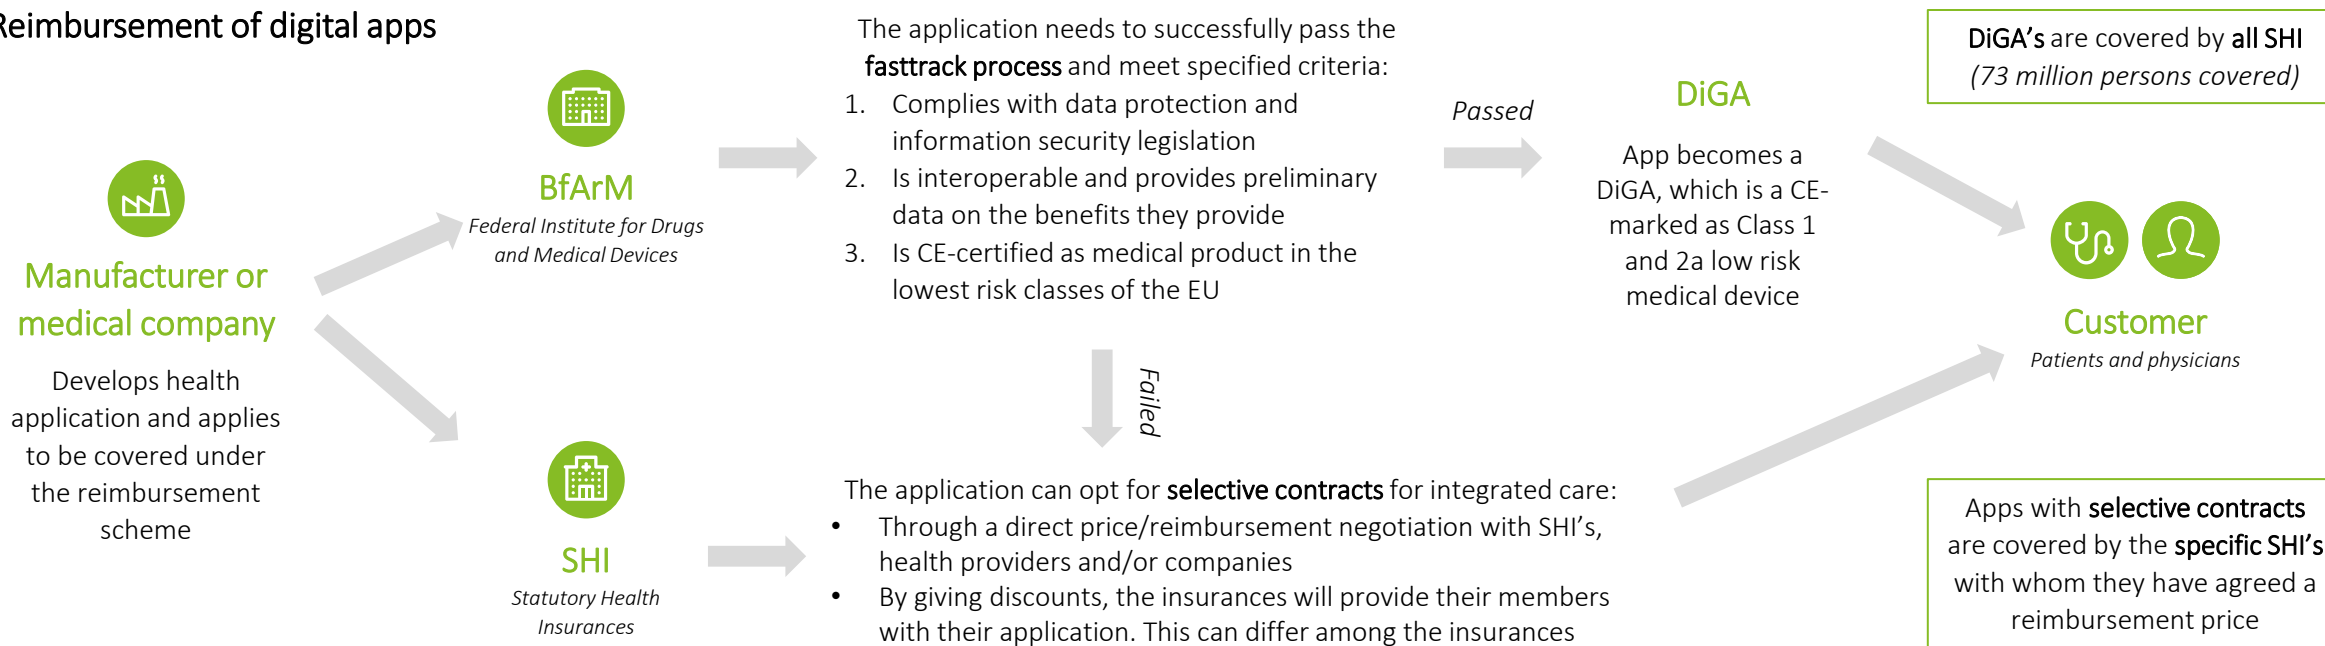 Reimbursement of digital apps
Manufacturer or
medical company
Develops health
application and applies
to be covered under
the reimbursement
scheme
BfArM
Federal Institute for Drugs
and Medical Devices
SHI
Statutory Health
Insurances
The application needs to successfully pass the
fasttrack process and meet specified criteria:
1. Complies with data protection and
information security legislation
2. Is interoperable and provides preliminary
data on the benefits they provide
3. Is CE-certified as medical product in the
lowest risk classes of the EU
Failed
The application can opt for selective contracts for integrated care:
• Through a direct price/reimbursement negotiation with SHI's,
health providers and/or companies
• By giving discounts, the insurances will provide their members
with their application. This can differ among the insurances
Passed
DiGA
App becomes a
DiGA, which is a CE-
marked as Class 1
and 2a low risk
medical device
DiGA's are covered by all SHI
(73 million persons covered)
Customer
Patients and physicians
Apps with selective contracts
are covered by the specific SHI's
with whom they have agreed a
reimbursement price